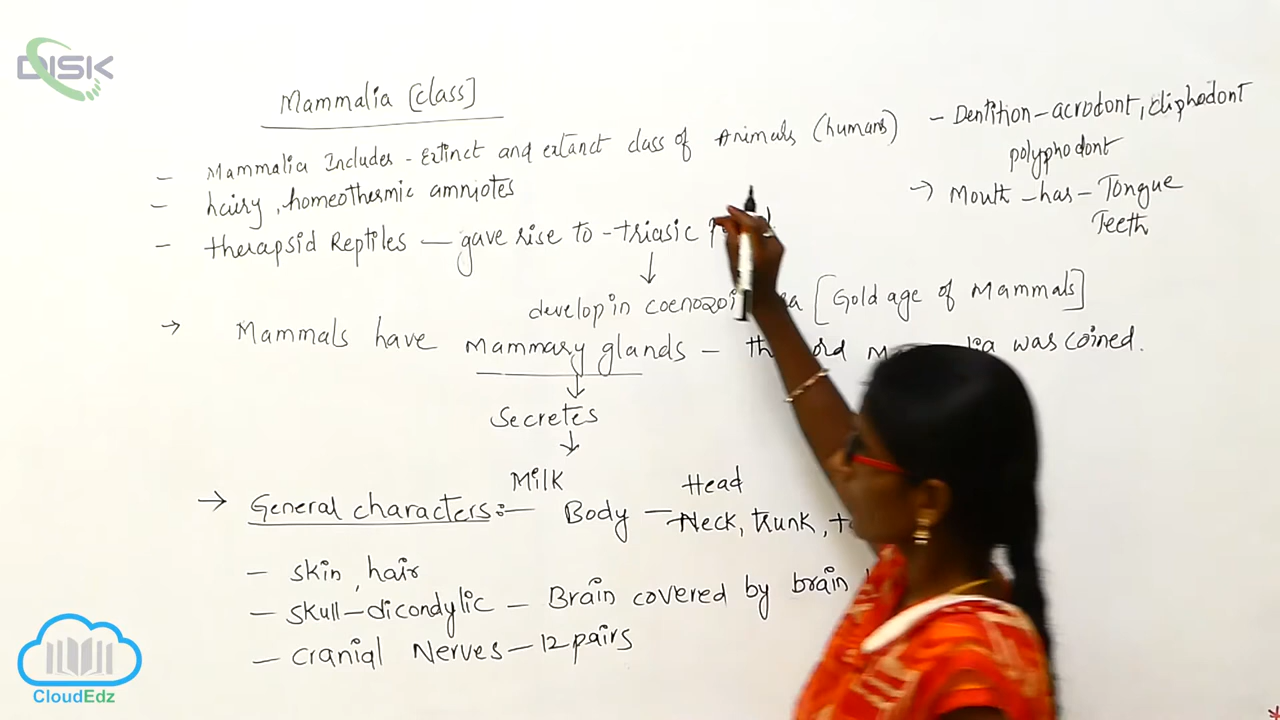 DISK
Mammalia [class]
- Mammalia Includes - Extinct and extanct class of Animals (humans)
- hairy, homeothermic amniotes
- therapsid Reptiles — gave rise to - triasic
↓
develop in coenozoi [Gold age of Mammals]
→ Mammals have mammary glands — was coined.
↓
Secretes
↓
Milk
→ General characters:— Body — Head
Neck, trunk,
- skin, hair
- skull-dicondylic - Brain covered by brain
- cranial Nerves - 12 pairs
- Dentition - acrodont, diphodont
polyphodont
→ Mouth - has - Tongue
Teeth
CloudEdz